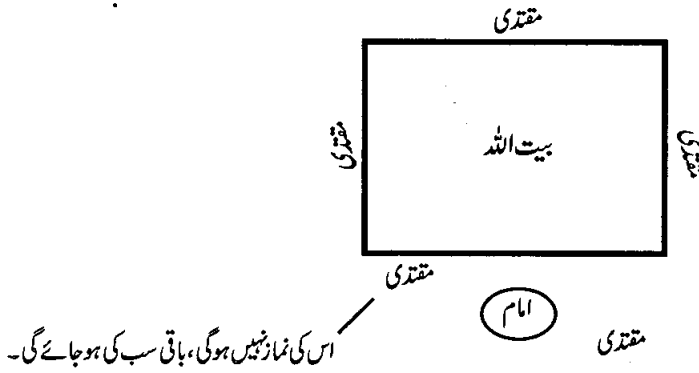 مقتدی
مقتدی
بیت اللہ
مقتدی
مقتدی
امام
مقتدی
اس کی نماز نہیں ہوگی، باقی سب کی ہو جائے گی۔